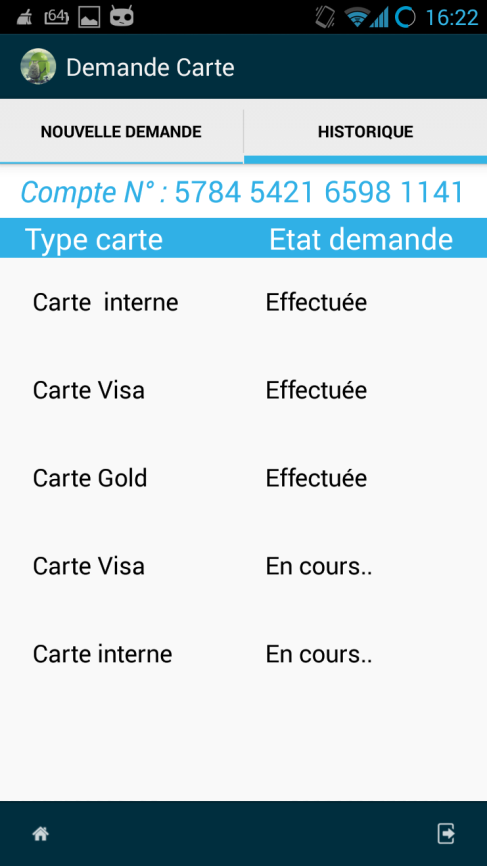 64
16:22
Demande Carte
NOUVELLE DEMANDE HISTORIQUE
Compte N° : 5784 5421 6598 1141
Type carte Etat demande
Carte interne Effectuée
Carte Visa Effectuée
Carte Gold Effectuée
Carte Visa En cours..
Carte interne En cours..